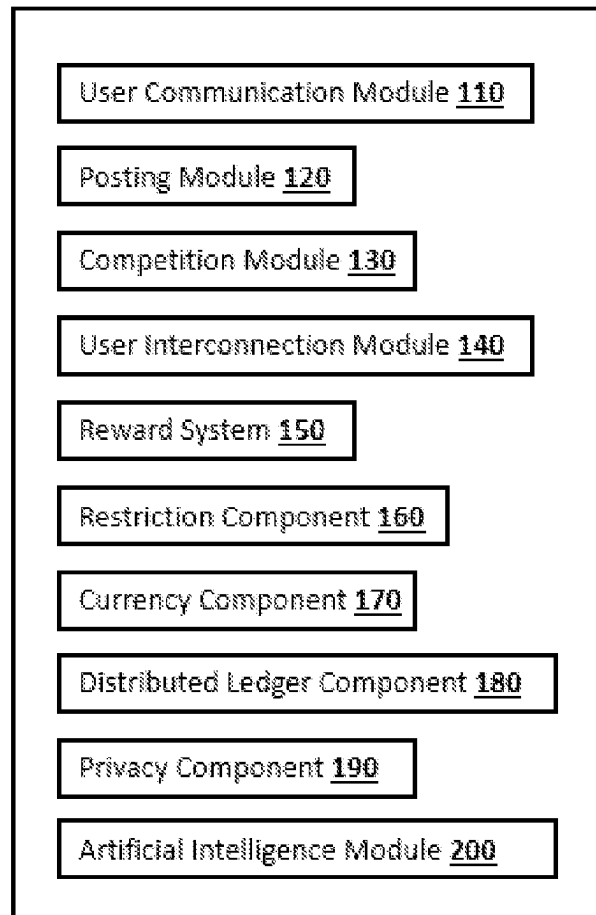 User Communication Module 110
Posting Module 120
Competition Module 130
User Interconnection Module 140
Reward System 150
Restriction Component 160
Currency Component 170
Distributed Ledger Component 180
Privacy Component 190
Artificial Intelligence Module 200